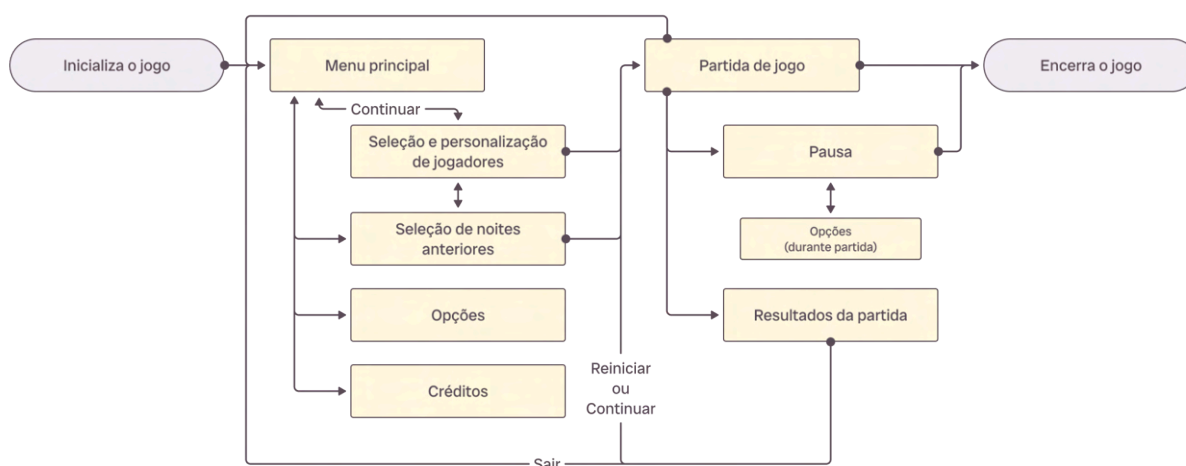 Inicializa o jogo
Menu principal
Partida de jogo
Encerra o jogo
Continuar
Seleção e personalização
de jogadores
Pausa
Seleção de noites
anteriores
Opções
(durante partida)
Opções
Resultados da partida
Créditos
Reiniciar
ou
Continuar
Sair